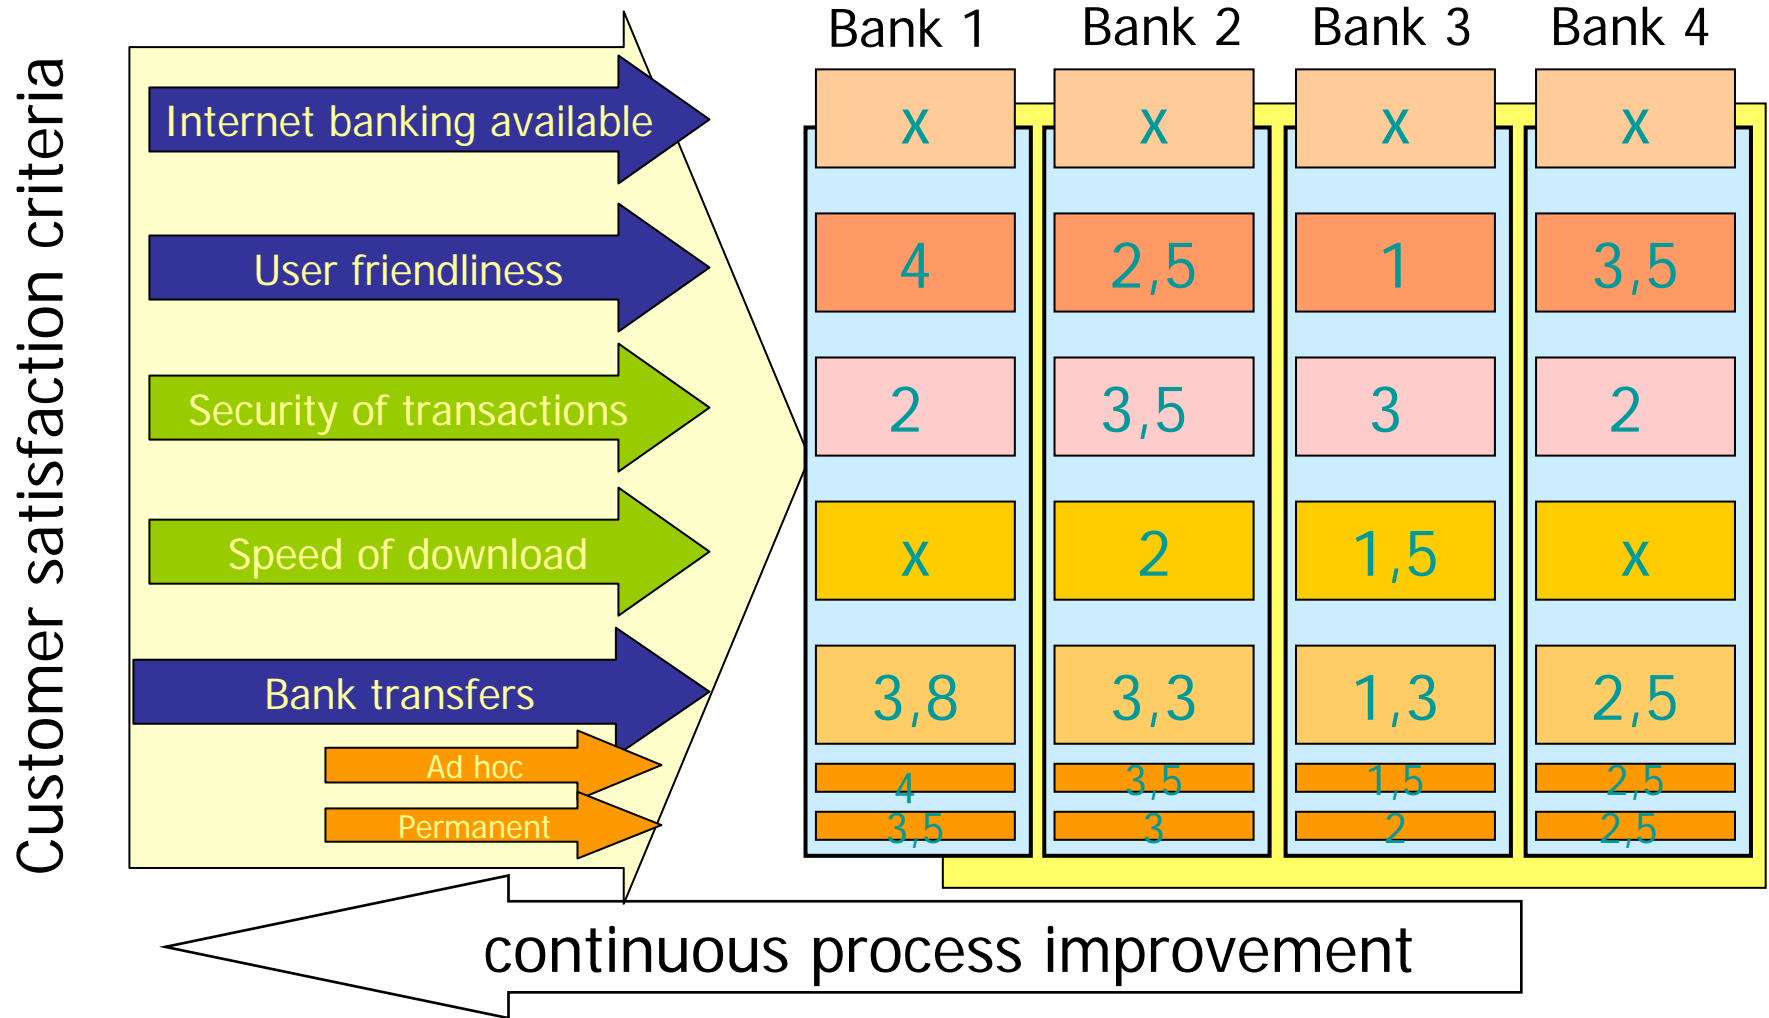 Customer satisfaction criteria
Bank 1 Bank 2 Bank 3 Bank 4
Internet banking available x x x x
User friendliness 4 2,5 1 3,5
Security of transactions 2 3,5 3 2
Speed of download x 2 1,5 x
Bank transfers 3,8 3,3 1,3 2,5
Ad hoc 4 3,5 1,5 2,5
Permanent 3,5 3 2 2,5
continuous process improvement